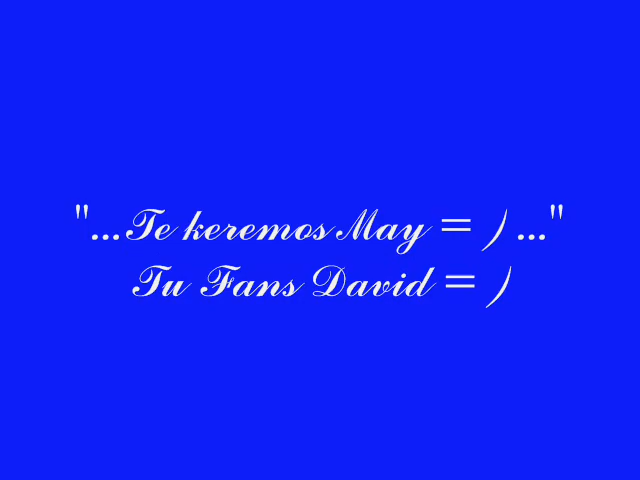 "...Te keremos May = ) ..."
Tu Fans David = )